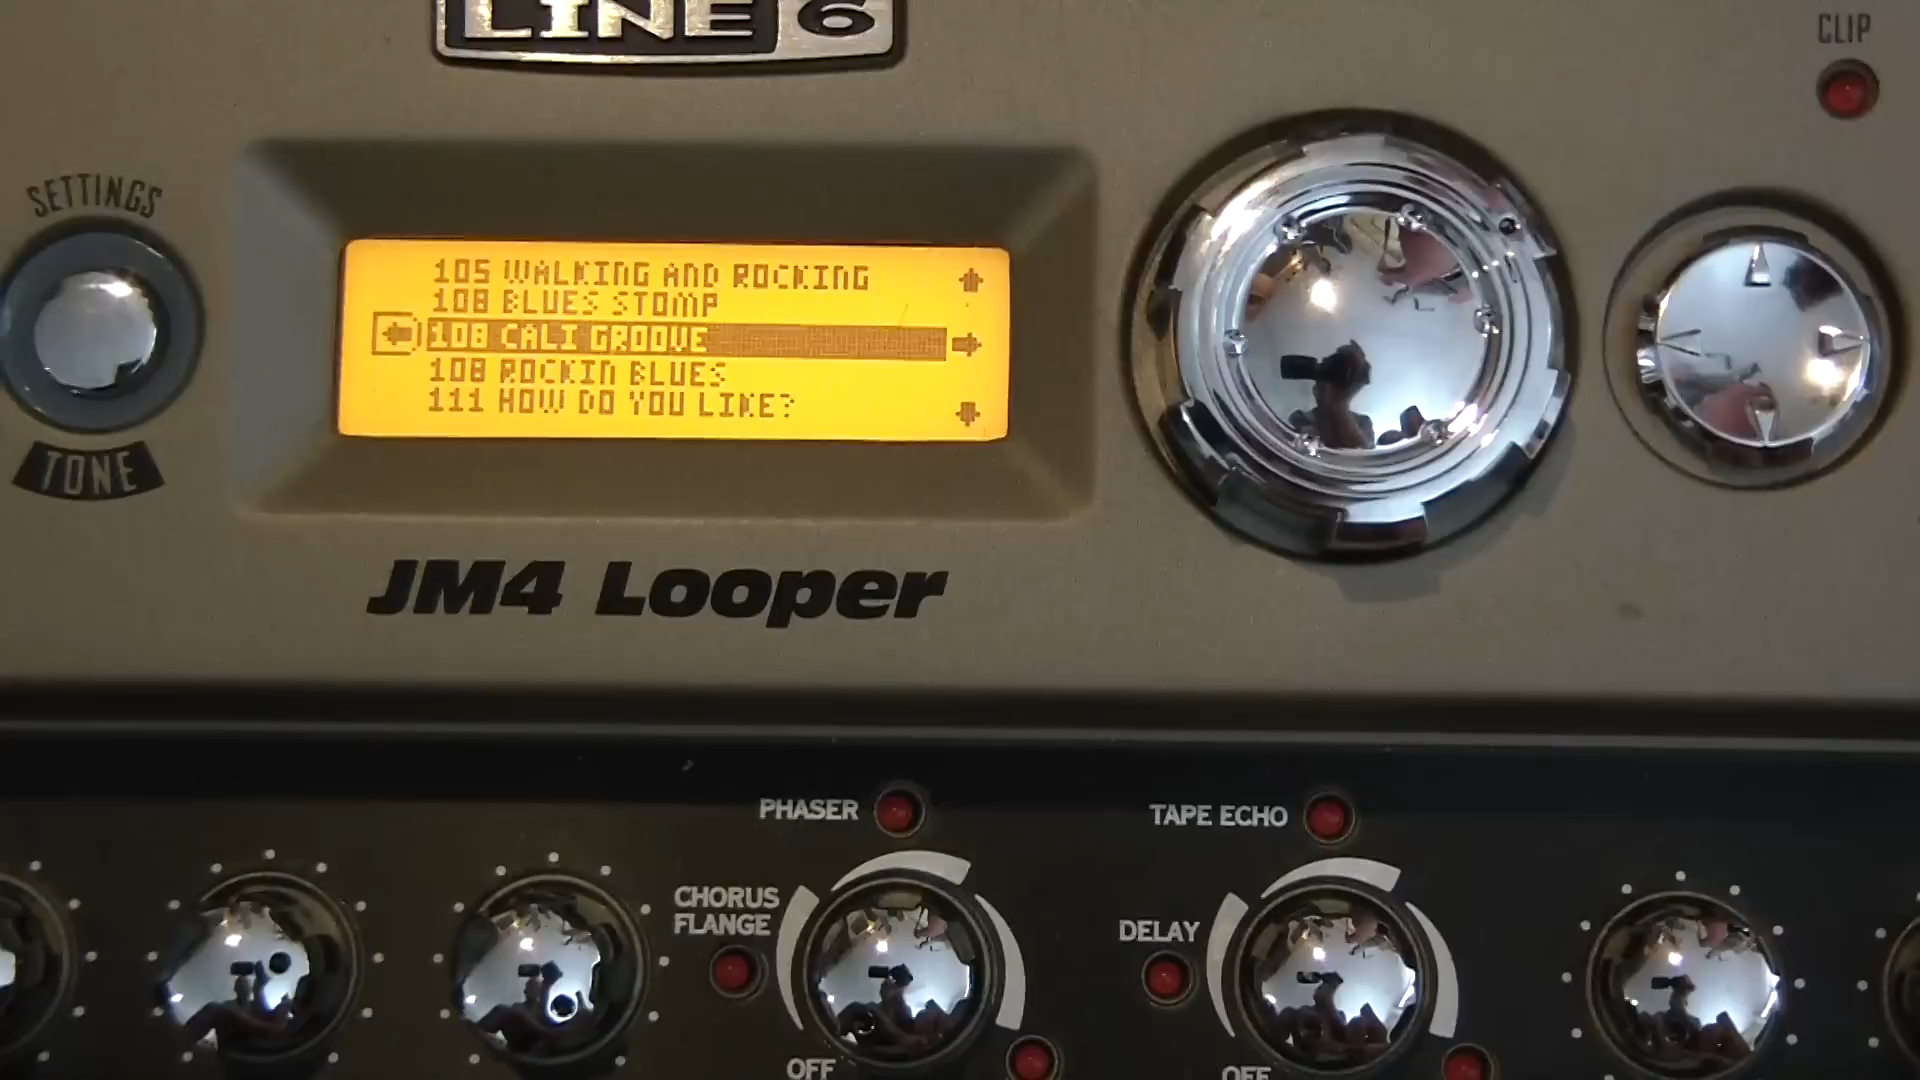 LINE 6
CLIP
SETTINGS
TONE
105 WALKING AND ROCKING
108 BLUES STOMP
108 CALI GROOVE
108 ROCKIN BLUES
111 HOW DO YOU LIKE?
JM4 Looper
PHASER
TAPE ECHO
CHORUS
FLANGE
DELAY
OFF
OFF